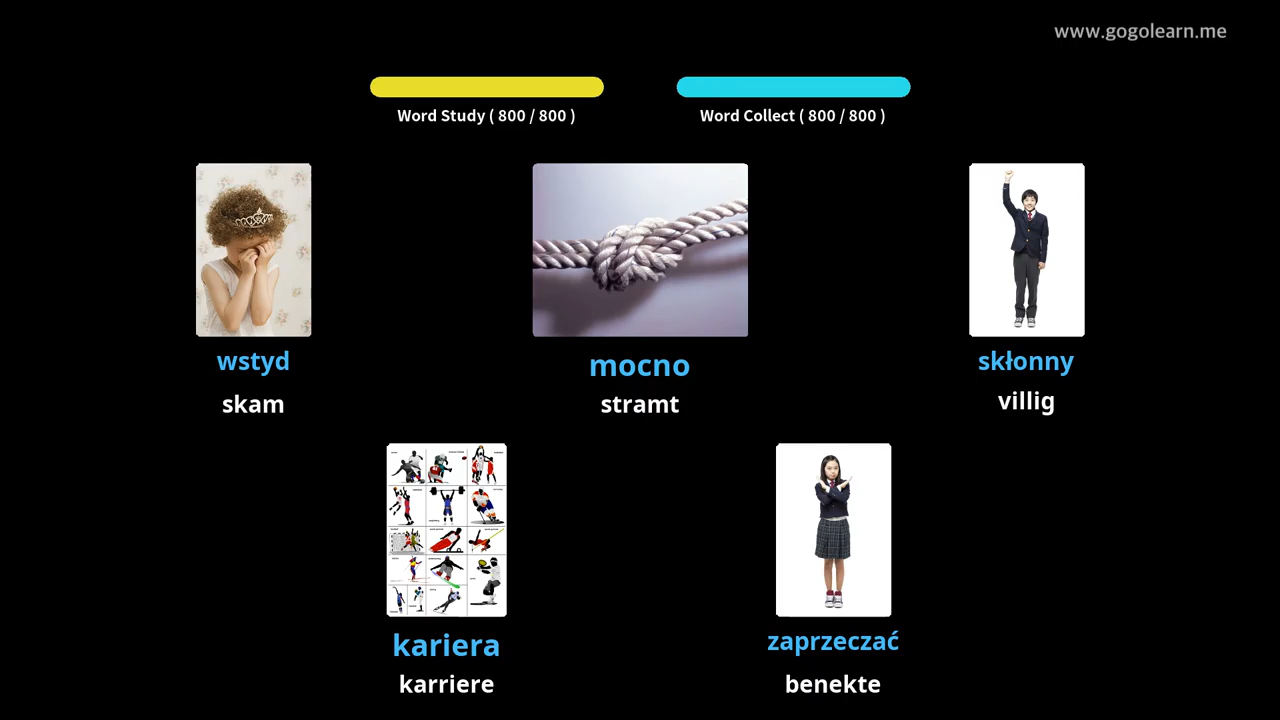 www.gogolearn.me
Word Study ( 800 / 800 )
Word Collect ( 800 / 800 )
wstyd
skam
mocno
stramt
skłonny
villig
kariera
karriere
zaprzeczać
benekte